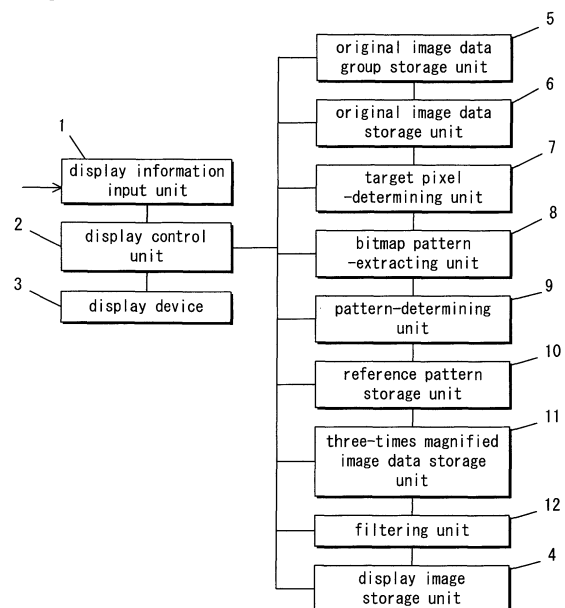 1
display information
input unit
2
display control
unit
3
display device
5
original image data
group storage unit
6
original image data
storage unit
7
target pixel
-determining unit
8
bitmap pattern
-extracting unit
9
pattern-determining
unit
10
reference pattern
storage unit
11
three-times magnified
image data storage
unit
12
filtering unit
4
display image
storage unit